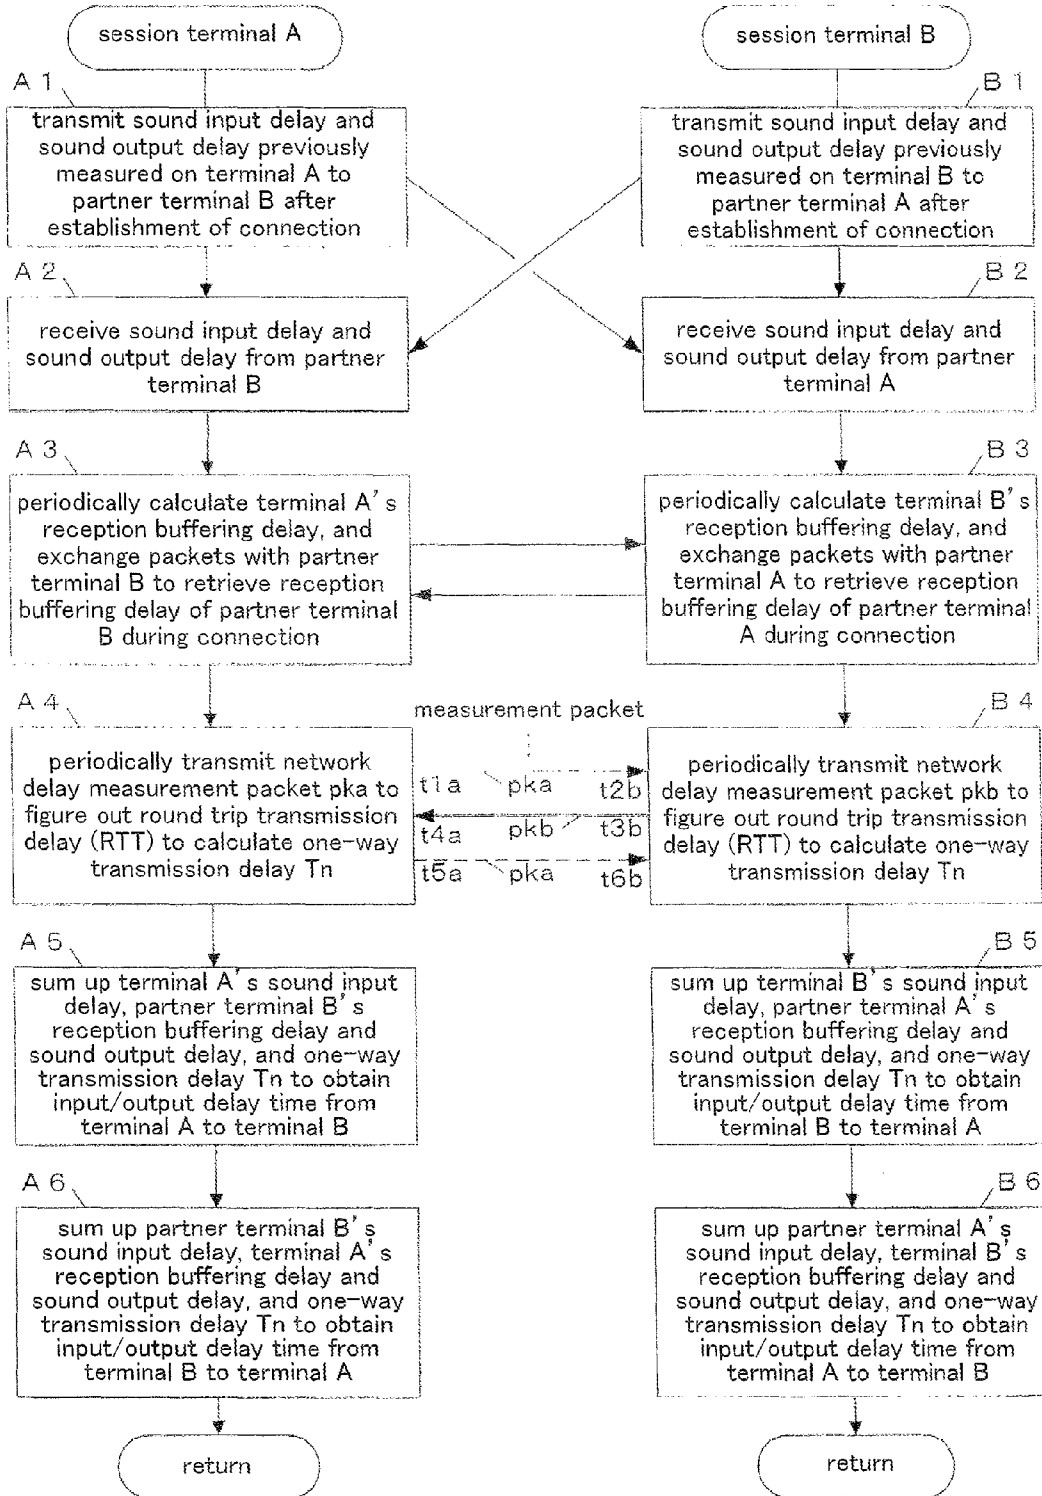 session terminal A
A 1
transmit sound input delay and
sound output delay previously
measured on terminal A to
partner terminal B after
establishment of connection
A 2
receive sound input delay and
sound output delay from partner
terminal B
A 3
periodically calculate terminal A's
reception buffering delay, and
exchange packets with partner
terminal B to retrieve reception
buffering delay of partner terminal
B during connection
A 4
periodically transmit network
delay measurement packet pka to
figure out round trip transmission
delay (RTT) to calculate one-way
transmission delay Tn
measurement packet
t1a pka t2b
t4a pkb t3b
t5a pka t6b
A 5
sum up terminal A's sound input
delay, partner terminal B's
reception buffering delay and
sound output delay, and one-way
transmission delay Tn to obtain
input/output delay time from
terminal A to terminal B
A 6
sum up partner terminal B's
sound input delay, terminal A's
reception buffering delay and
sound output delay, and one-way
transmission delay Tn to obtain
input/output delay time from
terminal B to terminal A
return
session terminal B
B 1
transmit sound input delay and
sound output delay previously
measured on terminal B to
partner terminal A after
establishment of connection
B 2
receive sound input delay and
sound output delay from partner
terminal A
B 3
periodically calculate terminal B's
reception buffering delay, and
exchange packets with partner
terminal A to retrieve reception
buffering delay of partner terminal
A during connection
B 4
periodically transmit network
delay measurement packet pkb to
figure out round trip transmission
delay (RTT) to calculate one-way
transmission delay Tn
B 5
sum up terminal B's sound input
delay, partner terminal A's
reception buffering delay and
sound output delay, and one-way
transmission delay Tn to obtain
input/output delay time from
terminal B to terminal A
B 6
sum up partner terminal A's
sound input delay, terminal B's
reception buffering delay and
sound output delay, and one-way
transmission delay Tn to obtain
input/output delay time from
terminal A to terminal B
return